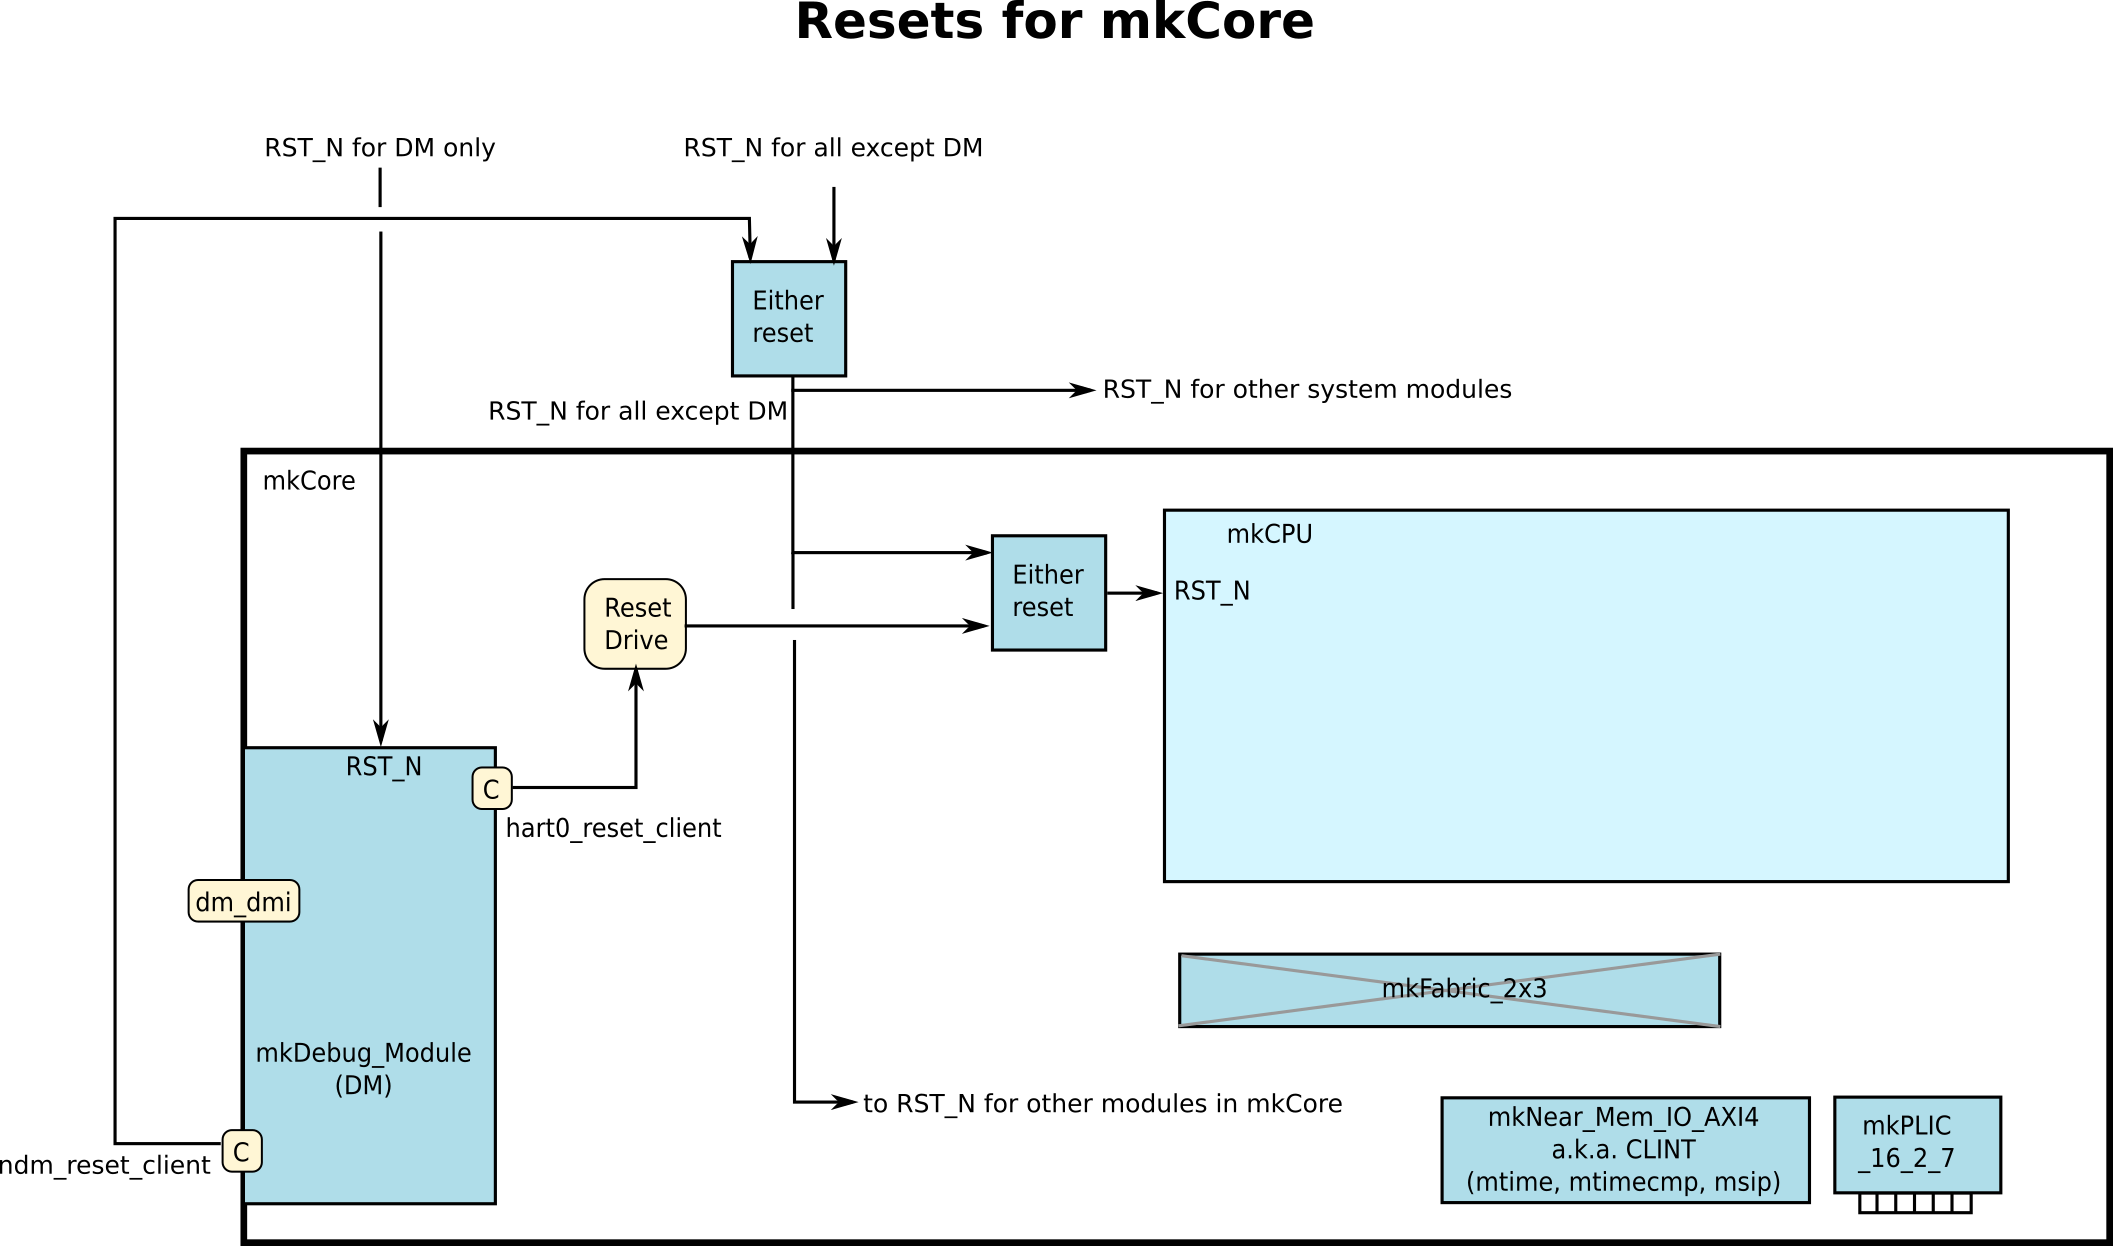 Resets for mkCore
RST_N for DM only
RST_N for all except DM
Either
reset
RST_N for other system modules
RST_N for all except DM
mkCore
mkCPU
RST_N
Either
reset
Reset
Drive
RST_N
C
hart0_reset_client
dm_dmi
mkFabric_2x3
mkDebug_Module
(DM)
to RST_N for other modules in mkCore
mkNear_Mem_IO_AXI4
a.k.a. CLINT
(mtime, mtimecmp, msip)
mkPLIC
_16_2_7
C
ndm_reset_client